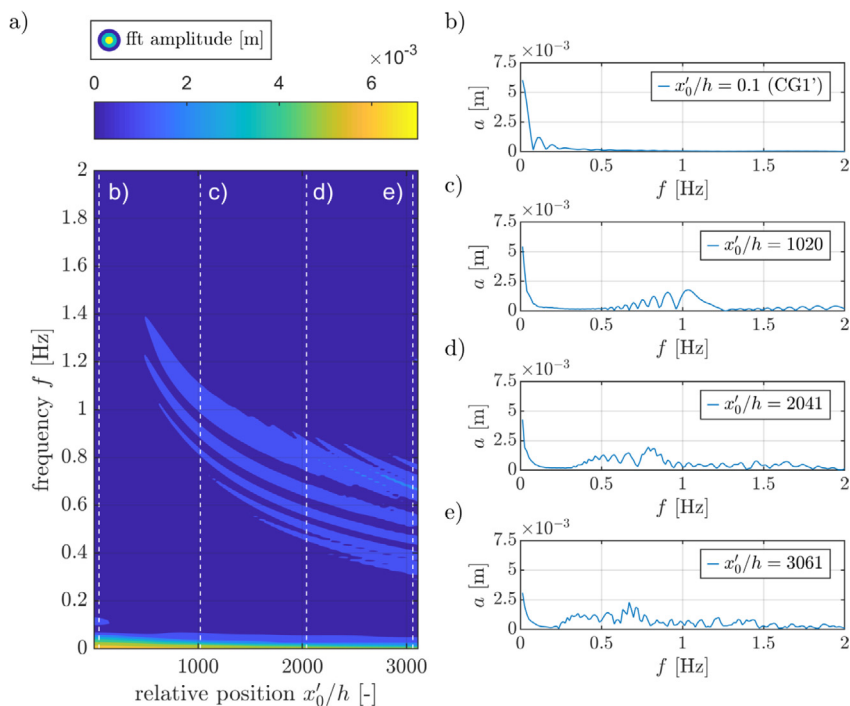 a)
fft amplitude [m]
×10⁻³
0 2 4 6
b) c) d) e)
2
1.8
1.6
1.4
1.2
1
0.8
0.6
0.4
0.2
0
frequency f [Hz]
1000 2000 3000
relative position x′₀/h [-]
b)
×10⁻³
7.5
5
2.5
0
a [m]
x′₀/h = 0.1 (CG1')
0 0.5 1 1.5 2
f [Hz]
c)
×10⁻³
7.5
5
2.5
0
a [m]
x′₀/h = 1020
0 0.5 1 1.5 2
f [Hz]
d)
×10⁻³
7.5
5
2.5
0
a [m]
x′₀/h = 2041
0 0.5 1 1.5 2
f [Hz]
e)
×10⁻³
7.5
5
2.5
0
a [m]
x′₀/h = 3061
0 0.5 1 1.5 2
f [Hz]